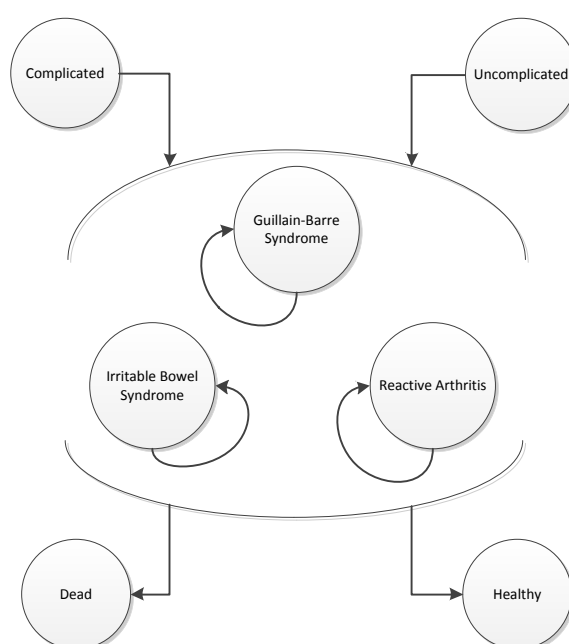 Complicated
Uncomplicated
Guillain-Barre
Syndrome
Irritable Bowel
Syndrome
Reactive Arthritis
Dead
Healthy